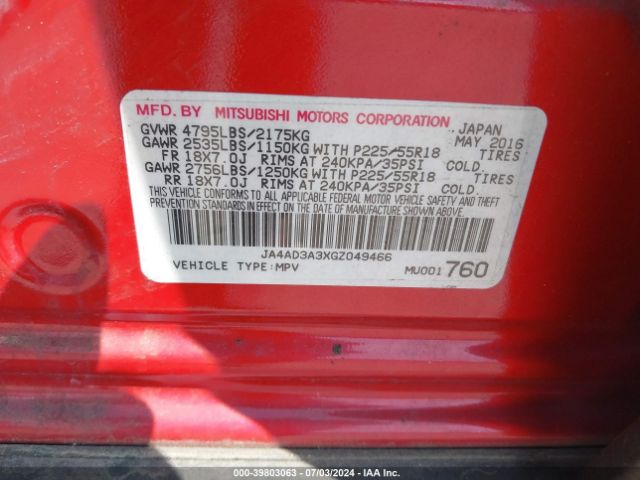 MFD. BY MITSUBISHI MOTORS CORPORATION JAPAN
GVWR 4795LBS/2175KG MAY 2016
GAWR 2535LBS/1150KG WITH P225/55R18 TIRES
FR 18X7.0J RIMS AT 240KPA/35PSI COLD.
GAWR 2756LBS/1250KG WITH P225/55R18 TIRES
RR 18X7.0J RIMS AT 240KPA/35PSI COLD.
THIS VEHICLE CONFORMS TO ALL APPLICABLE FEDERAL MOTOR VEHICLE SAFETY AND THEFT
PREVENTION STANDARDS IN EFFECT ON THE DATE OF MANUFACTURE SHOWN ABOVE.
JA4AD3A3XGZ049466
VEHICLE TYPE:MPV MU001 760
000-39803063 - 07/03/2024 - IAA Inc.